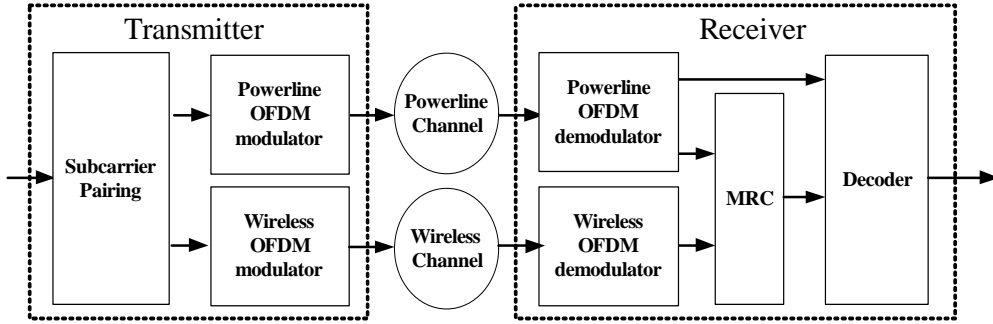 Transmitter
Receiver
Subcarrier
Pairing
Powerline
OFDM
modulator
Wireless
OFDM
modulator
Powerline
Channel
Wireless
Channel
Powerline
OFDM
demodulator
Wireless
OFDM
demodulator
MRC
Decoder